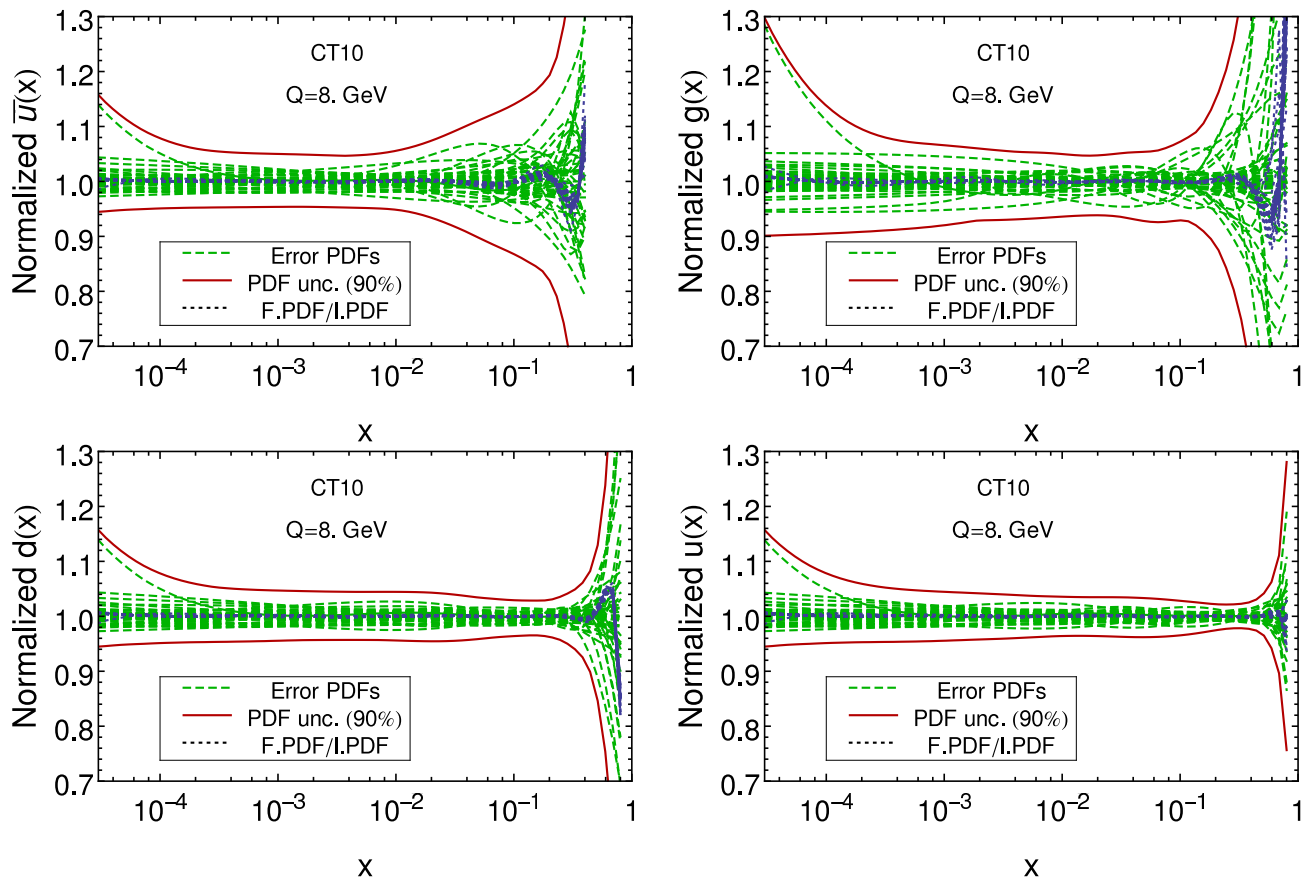 Normalized u̅(x)
1.3
1.2
1.1
1.0
0.9
0.8
0.7
CT10
Q=8. GeV
Error PDFs
PDF unc. (90%)
F.PDF/I.PDF
10⁻⁴ 10⁻³ 10⁻² 10⁻¹ 1
x
Normalized g(x)
1.3
1.2
1.1
1.0
0.9
0.8
0.7
CT10
Q=8. GeV
Error PDFs
PDF unc. (90%)
F.PDF/I.PDF
10⁻⁴ 10⁻³ 10⁻² 10⁻¹ 1
x
Normalized d(x)
1.3
1.2
1.1
1.0
0.9
0.8
0.7
CT10
Q=8. GeV
Error PDFs
PDF unc. (90%)
F.PDF/I.PDF
10⁻⁴ 10⁻³ 10⁻² 10⁻¹ 1
x
Normalized u(x)
1.3
1.2
1.1
1.0
0.9
0.8
0.7
CT10
Q=8. GeV
Error PDFs
PDF unc. (90%)
F.PDF/I.PDF
10⁻⁴ 10⁻³ 10⁻² 10⁻¹ 1
x